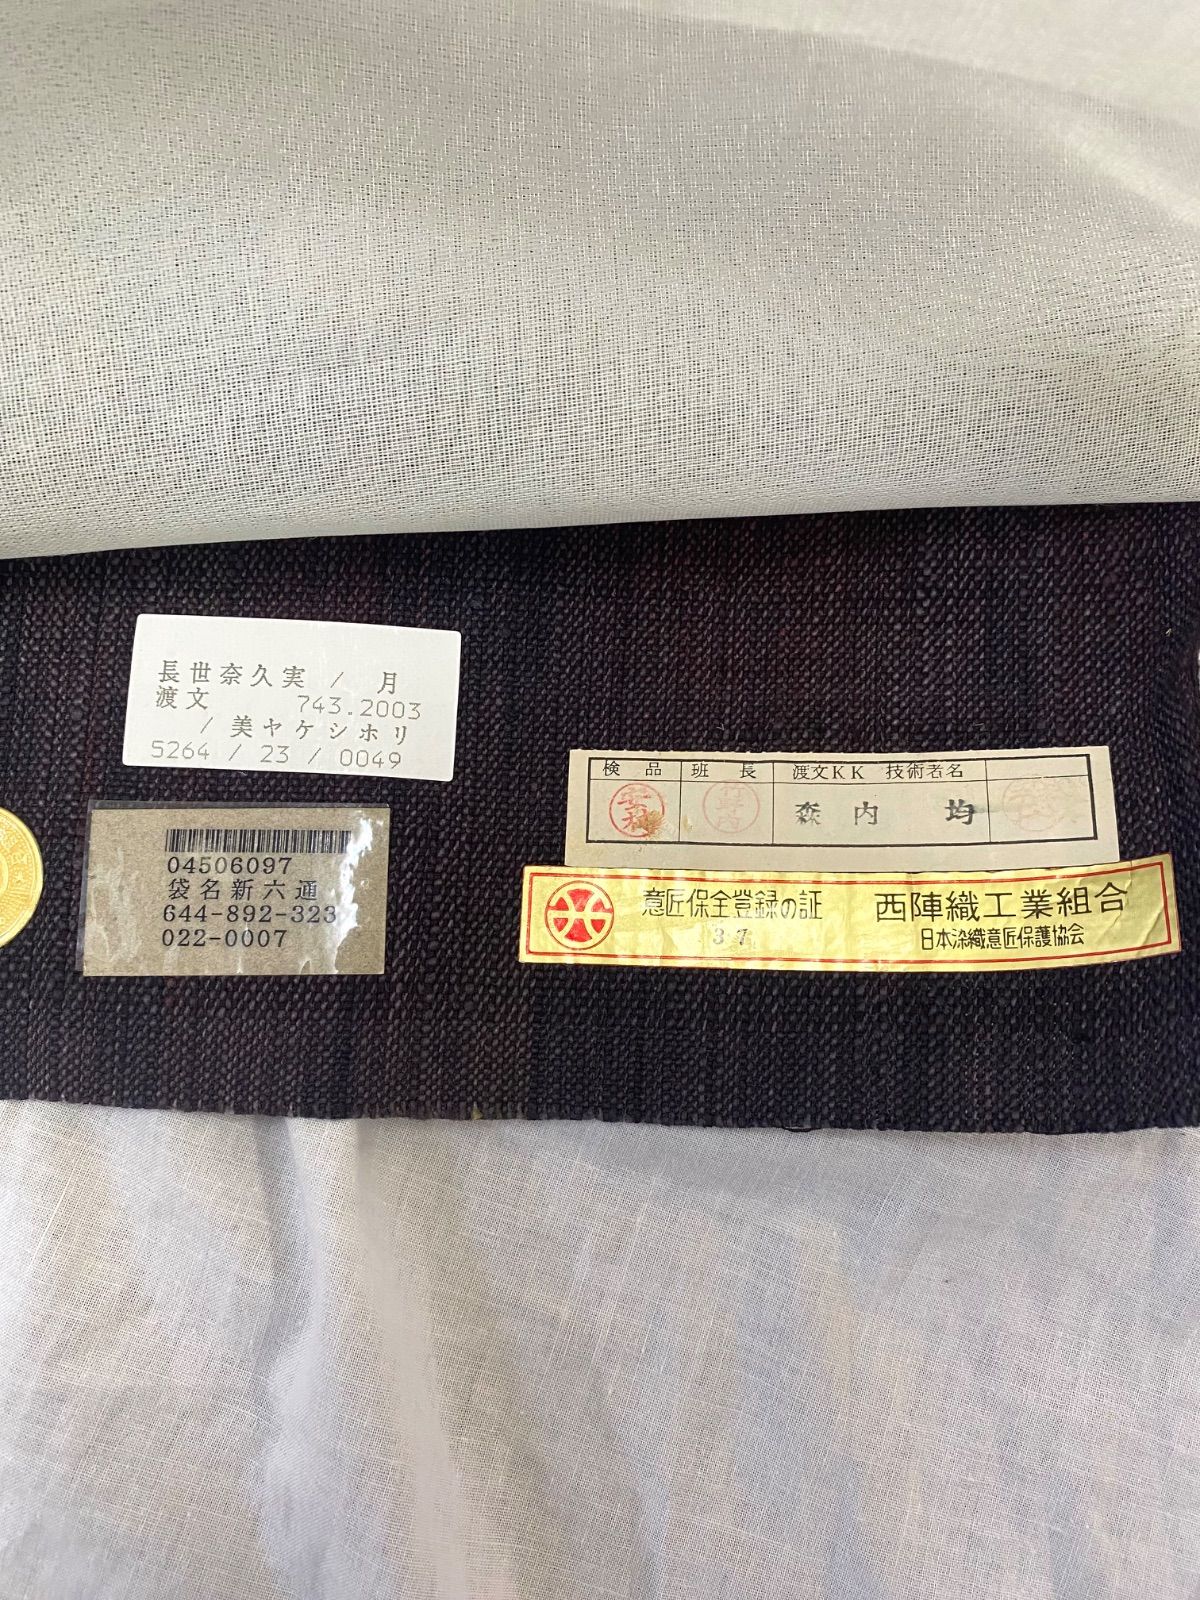 長世奈久実 / 月
渡文 743.2003
/ 美ヤケシホリ
5264 / 23 / 0049
04506097
袋名新六通
644-892-323
022-0007
検品 班長 渡文KK 技術者名
森内 均
意匠保全登録の証 西陣織工業組合
37 日本染織意匠保護協会